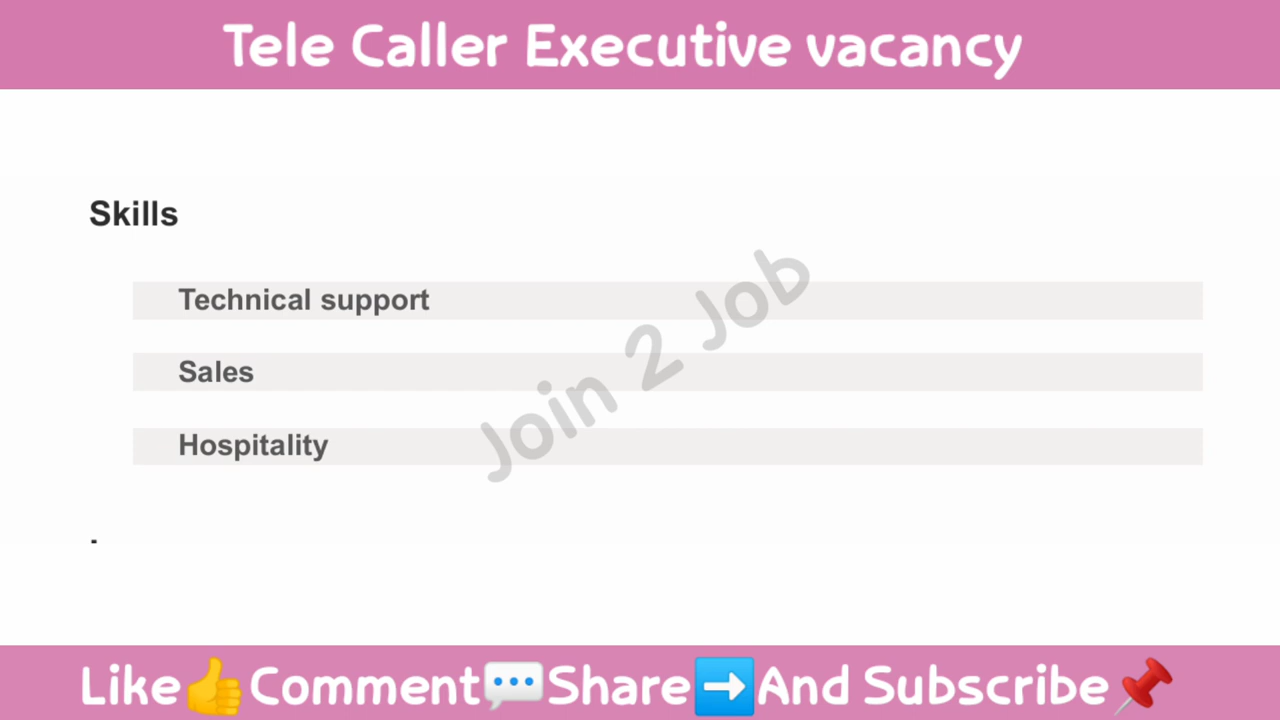 Tele Caller Executive vacancy
Skills
Technical support
Sales
Join 2 Job
Hospitality
Like👍Comment💬Share➡️And Subscribe📌